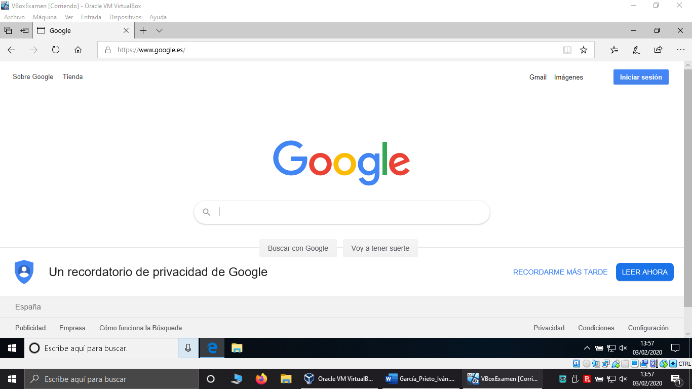 VBoxExamen [Corriendo] - Oracle VM VirtualBox
Archivo Máquina Ver Entrada Dispositivos Ayuda
Google
https://www.google.es/
Sobre Google Tienda Gmail Imágenes Iniciar sesión
Google
Buscar con Google Voy a tener suerte
Un recordatorio de privacidad de Google RECORDARME MÁS TARDE LEER AHORA
España
Publicidad Empresa Cómo funciona la Búsqueda Privacidad Condiciones Configuración
Escribe aquí para buscar
13:57
03/02/2020
CTRL
Escribe aquí para buscar Oracle VM VirtualB... García_Prieto_Iván... VBoxExamen [Corri...
13:57
03/02/2020